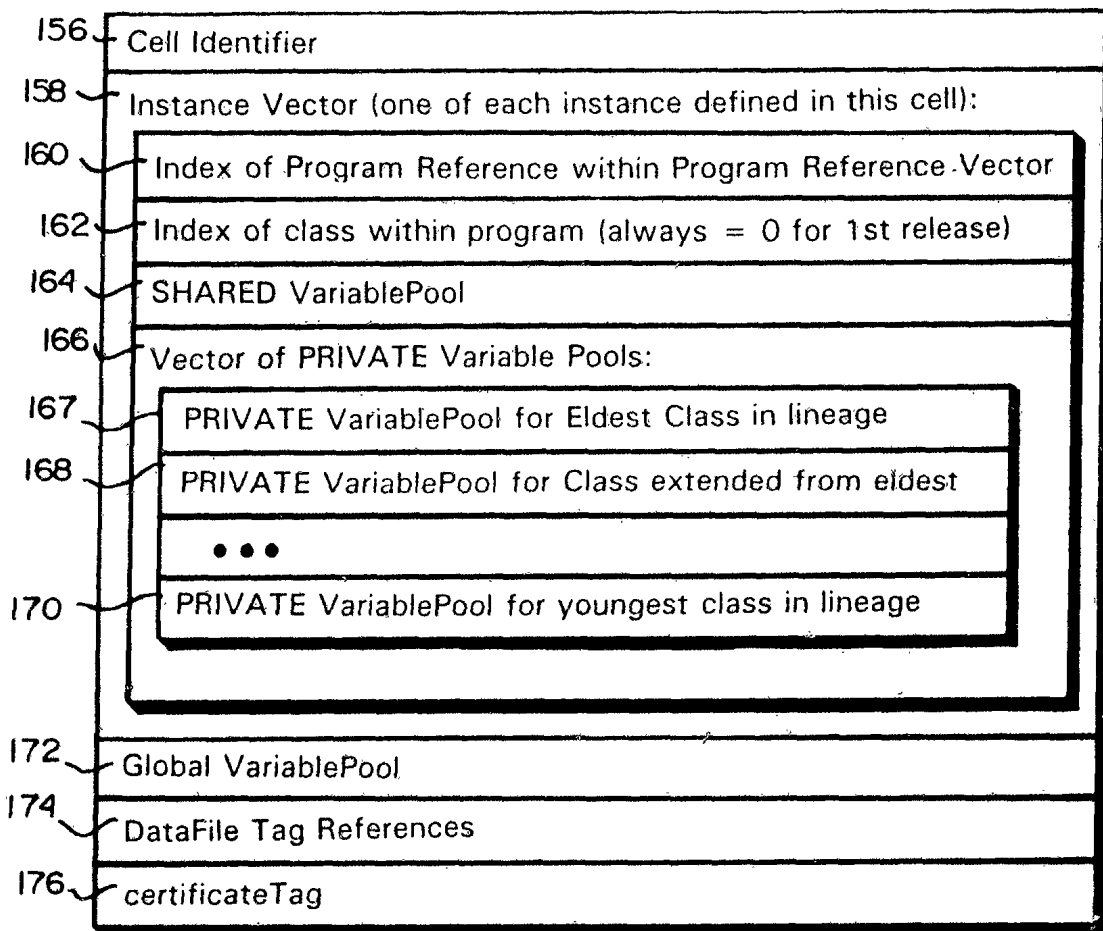 156 Cell Identifier
158 Instance Vector (one of each instance defined in this cell):
160 Index of Program Reference within Program Reference Vector
162 Index of class within program (always = 0 for 1st release)
164 SHARED VariablePool
166 Vector of PRIVATE Variable Pools:
167 PRIVATE VariablePool for Eldest Class in lineage
168 PRIVATE VariablePool for Class extended from eldest
•••
170 PRIVATE VariablePool for youngest class in lineage
172 Global VariablePool
174 DataFile Tag References
176 certificateTag